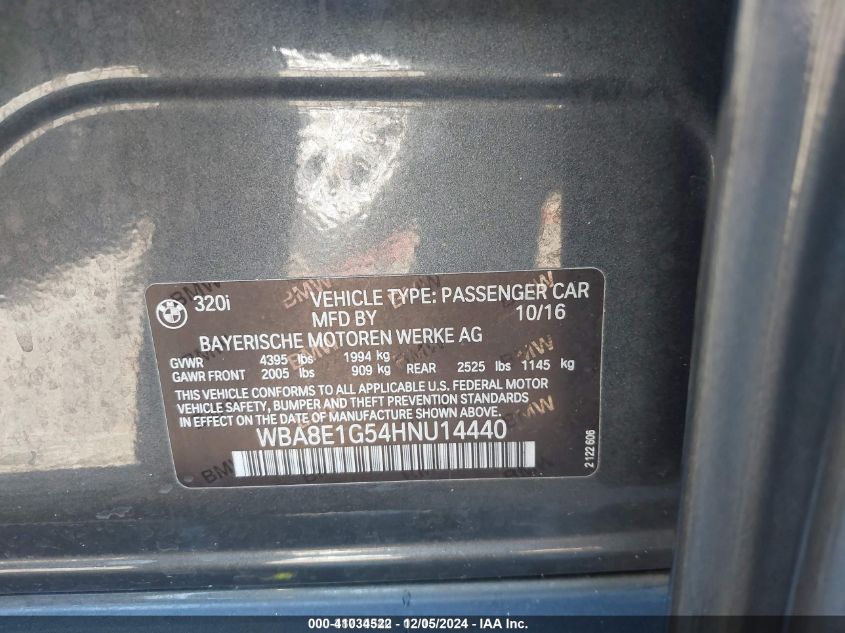 BMW 320i VEHICLE TYPE: PASSENGER CAR
MFD BY 10/16
BAYERISCHE MOTOREN WERKE AG
GVWR 4395 lbs 1994 kg
GAWR FRONT 2005 lbs 909 kg REAR 2525 lbs 1145 kg
THIS VEHICLE CONFORMS TO ALL APPLICABLE U.S. FEDERAL MOTOR
VEHICLE SAFETY, BUMPER AND THEFT PREVENTION STANDARDS
IN EFFECT ON THE DATE OF MANUFACTURE SHOWN ABOVE.
WBA8E1G54HNU14440
2 122 606
000-41034522 - 12/05/2024 - IAA Inc.